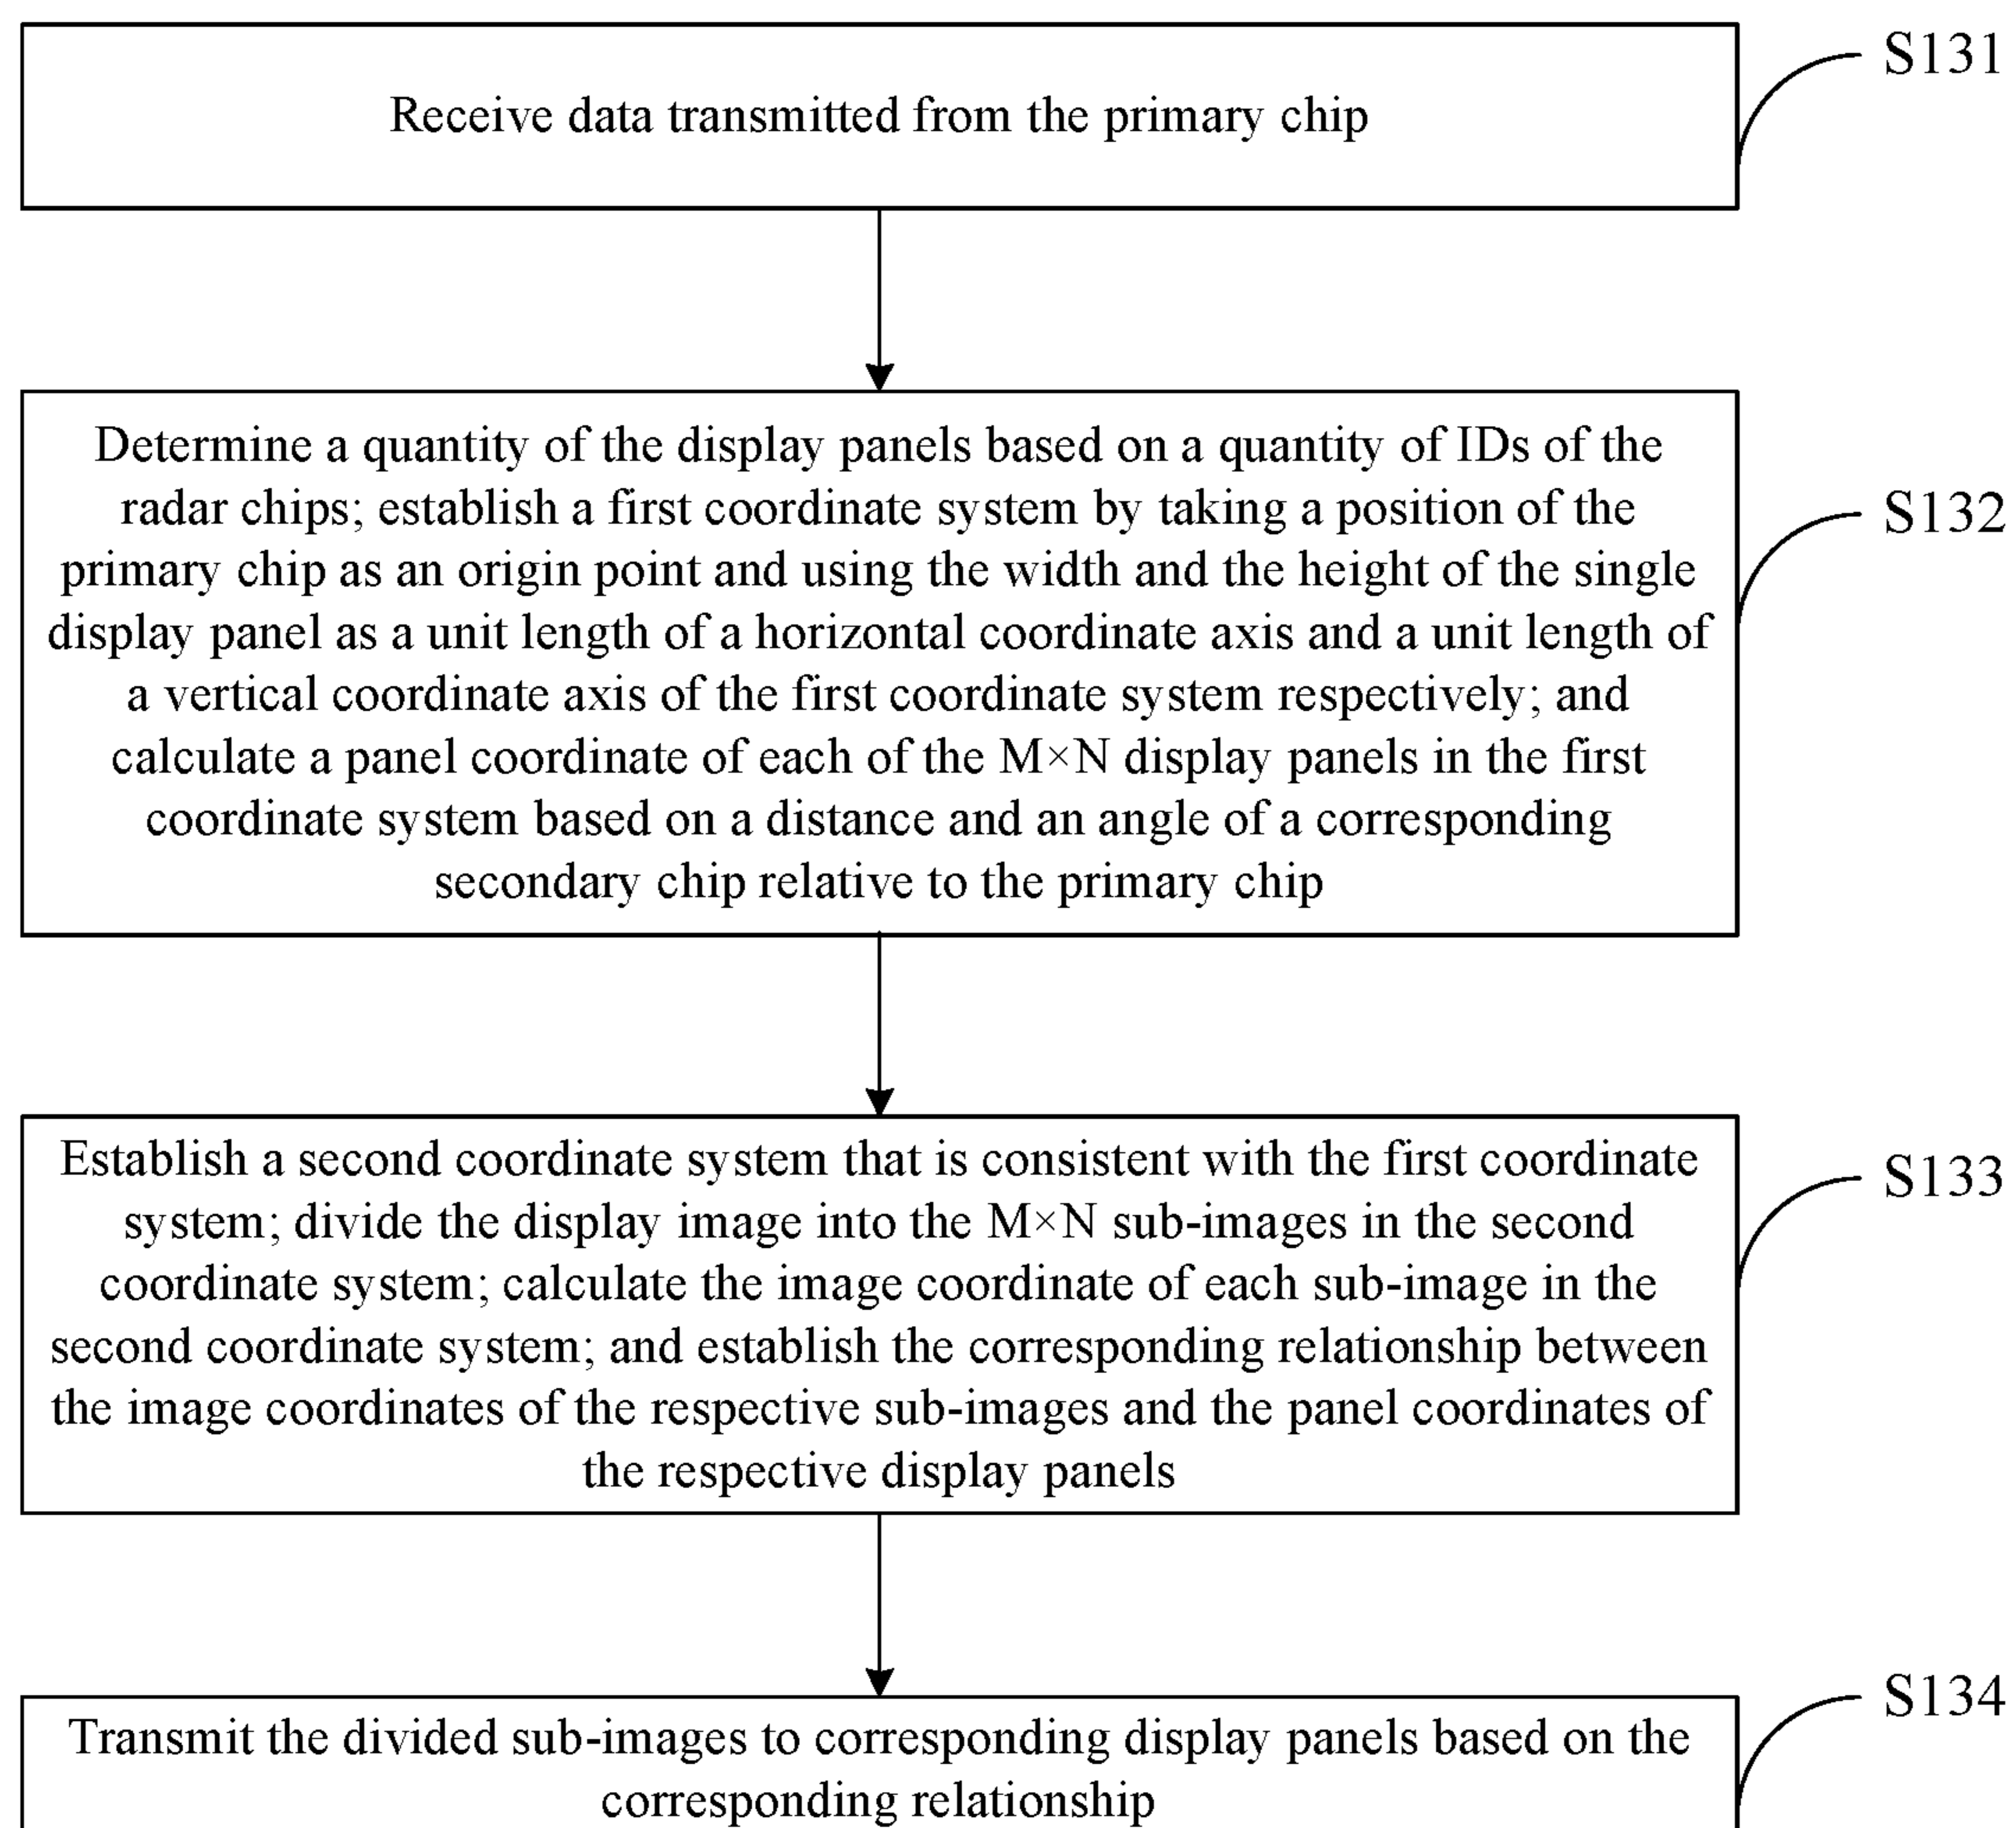 Receive data transmitted from the primary chip
S131
Determine a quantity of the display panels based on a quantity of IDs of the
radar chips; establish a first coordinate system by taking a position of the
primary chip as an origin point and using the width and the height of the single
display panel as a unit length of a horizontal coordinate axis and a unit length of
a vertical coordinate axis of the first coordinate system respectively; and
calculate a panel coordinate of each of the M×N display panels in the first
coordinate system based on a distance and an angle of a corresponding
secondary chip relative to the primary chip
S132
Establish a second coordinate system that is consistent with the first coordinate
system; divide the display image into the M×N sub-images in the second
coordinate system; calculate the image coordinate of each sub-image in the
second coordinate system; and establish the corresponding relationship between
the image coordinates of the respective sub-images and the panel coordinates of
the respective display panels
S133
Transmit the divided sub-images to corresponding display panels based on the
corresponding relationship
S134